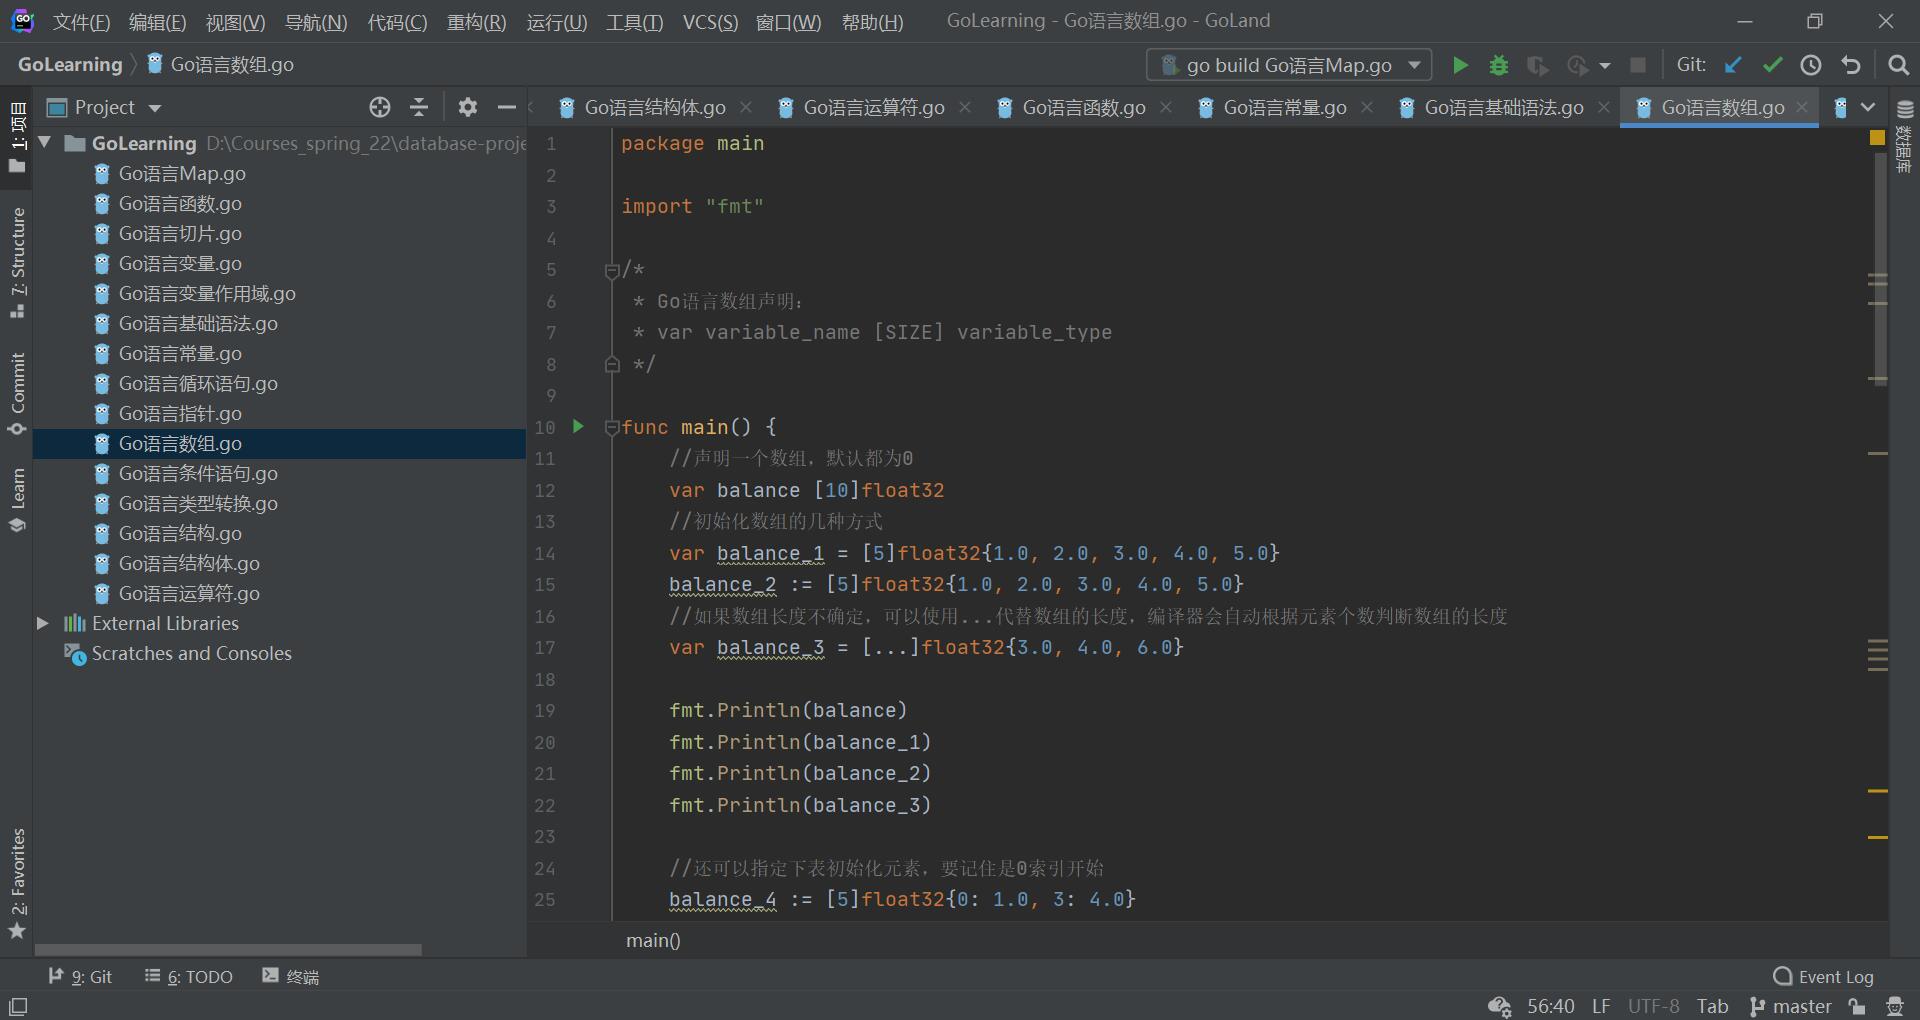 文件(F) 编辑(E) 视图(V) 导航(N) 代码(C) 重构(R) 运行(U) 工具(T) VCS(S) 窗口(W) 帮助(H) GoLearning - Go语言数组.go - GoLand
GoLearning Go语言数组.go go build Go语言Map.go Git:
Project Go语言结构体.go Go语言运算符.go Go语言函数.go Go语言常量.go Go语言基础语法.go Go语言数组.go
1: 项目
7: Structure
Commit
Learn
2: Favorites
GoLearning D:\Courses_spring_22\database-proje
Go语言Map.go
Go语言函数.go
Go语言切片.go
Go语言变量.go
Go语言变量作用域.go
Go语言基础语法.go
Go语言常量.go
Go语言循环语句.go
Go语言指针.go
Go语言数组.go
Go语言条件语句.go
Go语言类型转换.go
Go语言结构.go
Go语言结构体.go
Go语言运算符.go
External Libraries
Scratches and Consoles
1 package main
2
3 import "fmt"
4
5 /*
6  * Go语言数组声明：
7  * var variable_name [SIZE] variable_type
8  */
9
10 func main() {
11     //声明一个数组，默认都为0
12     var balance [10]float32
13     //初始化数组的几种方式
14     var balance_1 = [5]float32{1.0, 2.0, 3.0, 4.0, 5.0}
15     balance_2 := [5]float32{1.0, 2.0, 3.0, 4.0, 5.0}
16     //如果数组长度不确定，可以使用...代替数组的长度，编译器会自动根据元素个数判断数组的长度
17     var balance_3 = [...]float32{3.0, 4.0, 6.0}
18
19     fmt.Println(balance)
20     fmt.Println(balance_1)
21     fmt.Println(balance_2)
22     fmt.Println(balance_3)
23
24     //还可以指定下表初始化元素，要记住是0索引开始
25     balance_4 := [5]float32{0: 1.0, 3: 4.0}
main()
数据库
9: Git 6: TODO 终端 Event Log
56:40 LF UTF-8 Tab master